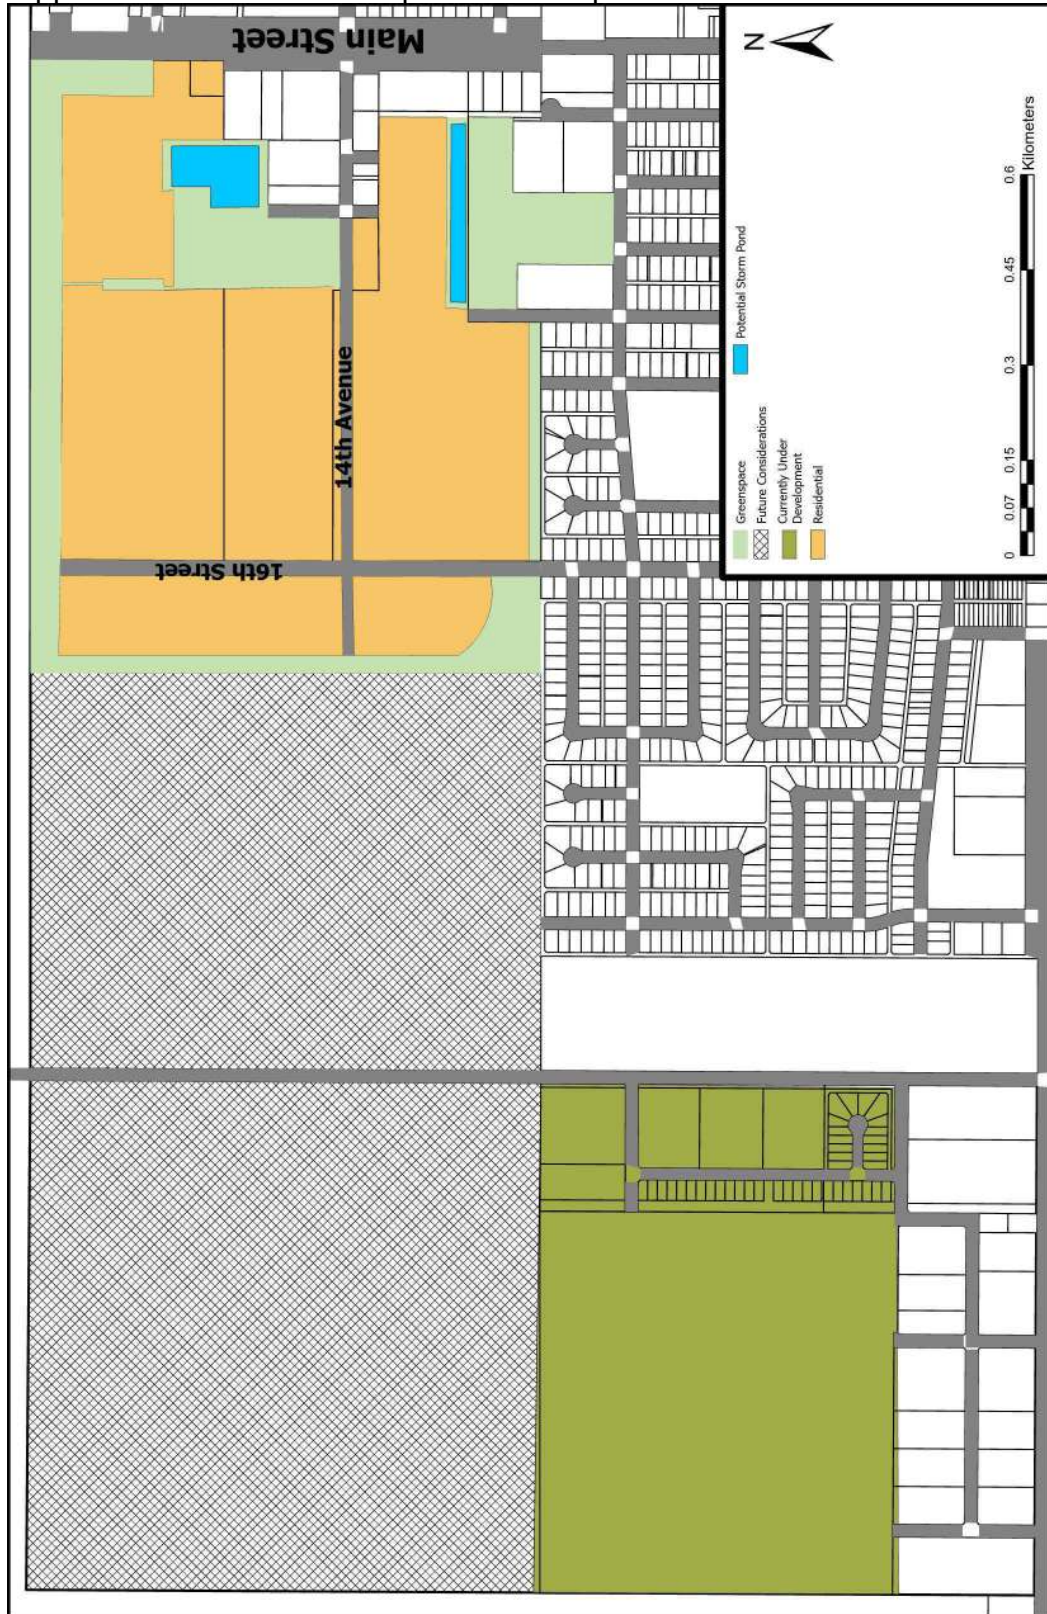 Main Street
14th Avenue
16th Street
N
Greenspace
Future Considerations
Currently Under
Development
Residential
Potential Storm Pond
0 0.07 0.15 0.3 0.45 0.6
Kilometers